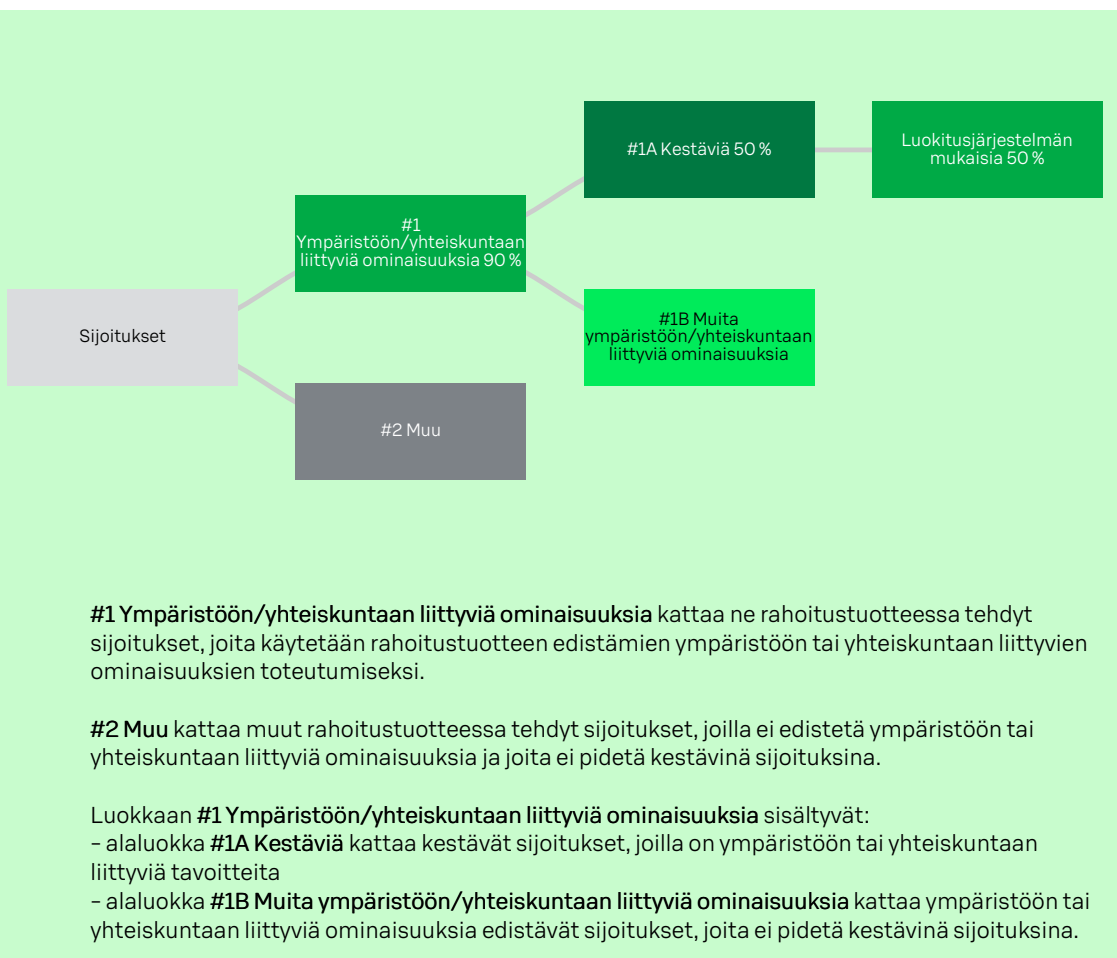 #1A Kestäviä 50 %
Luokitusjärjestelmän
mukaisia 50 %
#1
Ympäristöön/yhteiskuntaan
liittyviä ominaisuuksia 90 %
Sijoitukset
#1B Muita
ympäristöön/yhteiskuntaan
liittyviä ominaisuuksia
#2 Muu
#1 Ympäristöön/yhteiskuntaan liittyviä ominaisuuksia kattaa ne rahoitustuotteessa tehdyt
sijoitukset, joita käytetään rahoitustuotteen edistämien ympäristöön tai yhteiskuntaan liittyvien
ominaisuuksien toteutumiseksi.
#2 Muu kattaa muut rahoitustuotteessa tehdyt sijoitukset, joilla ei edistetä ympäristöön tai
yhteiskuntaan liittyviä ominaisuuksia ja joita ei pidetä kestävinä sijoituksina.
Luokkaan #1 Ympäristöön/yhteiskuntaan liittyviä ominaisuuksia sisältyvät:
– alaluokka #1A Kestäviä kattaa kestävät sijoitukset, joilla on ympäristöön tai yhteiskuntaan
liittyviä tavoitteita
– alaluokka #1B Muita ympäristöön/yhteiskuntaan liittyviä ominaisuuksia kattaa ympäristöön tai
yhteiskuntaan liittyviä ominaisuuksia edistävät sijoitukset, joita ei pidetä kestävinä sijoituksina.